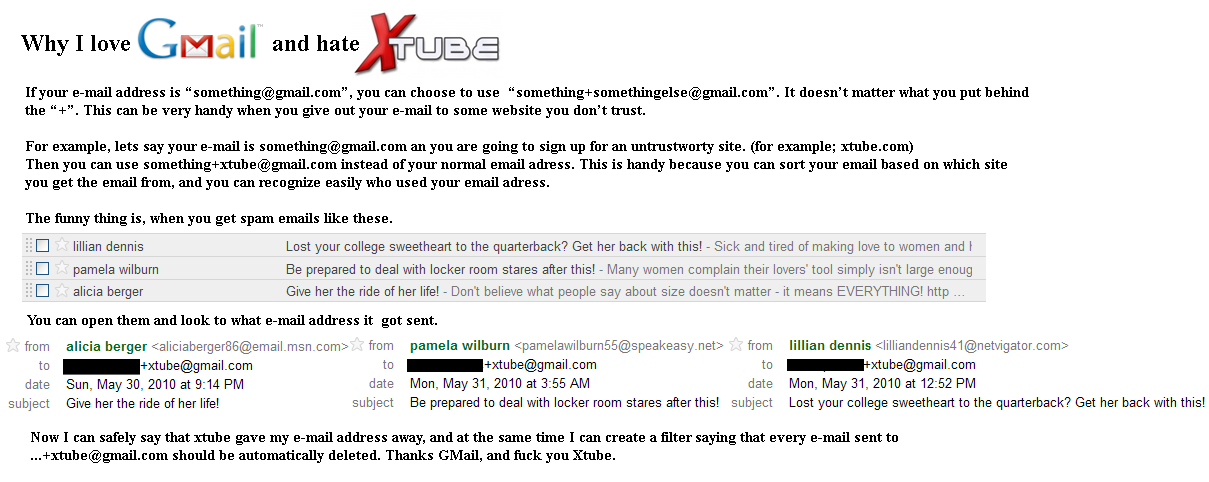 Why I love GMail™ and hate XTUBE
If your e-mail address is “something@gmail.com”, you can choose to use “something+somethingelse@gmail.com”. It doesn’t matter what you put behind
the “+”. This can be very handy when you give out your e-mail to some website you don’t trust.
For example, lets say your e-mail is something@gmail.com an you are going to sign up for an untrustworty site. (for example; xtube.com)
Then you can use something+xtube@gmail.com instead of your normal email adress. This is handy because you can sort your email based on which site
you get the email from, and you can recognize easily who used your email adress.
The funny thing is, when you get spam emails like these.
lillian dennis Lost your college sweetheart to the quarterback? Get her back with this! - Sick and tired of making love to women and
pamela wilburn Be prepared to deal with locker room stares after this! - Many women complain their lovers' tool simply isn't large enoug
alicia berger Give her the ride of her life! - Don't believe what people say about size doesn't matter - it means EVERYTHING! http ...
You can open them and look to what e-mail address it got sent.
from alicia berger <aliciaberger86@email.msn.com> from pamela wilburn <pamelawilburn55@speakeasy.net> from lillian dennis <lilliandennis41@netvigator.com>
to +xtube@gmail.com to +xtube@gmail.com to +xtube@gmail.com
date Sun, May 30, 2010 at 9:14 PM date Mon, May 31, 2010 at 3:55 AM date Mon, May 31, 2010 at 12:52 PM
subject Give her the ride of her life! subject Be prepared to deal with locker room stares after this! subject Lost your college sweetheart to the quarterback? Get her back with this!
Now I can safely say that xtube gave my e-mail address away, and at the same time I can create a filter saying that every e-mail sent to
...+xtube@gmail.com should be automatically deleted. Thanks GMail, and fuck you Xtube.